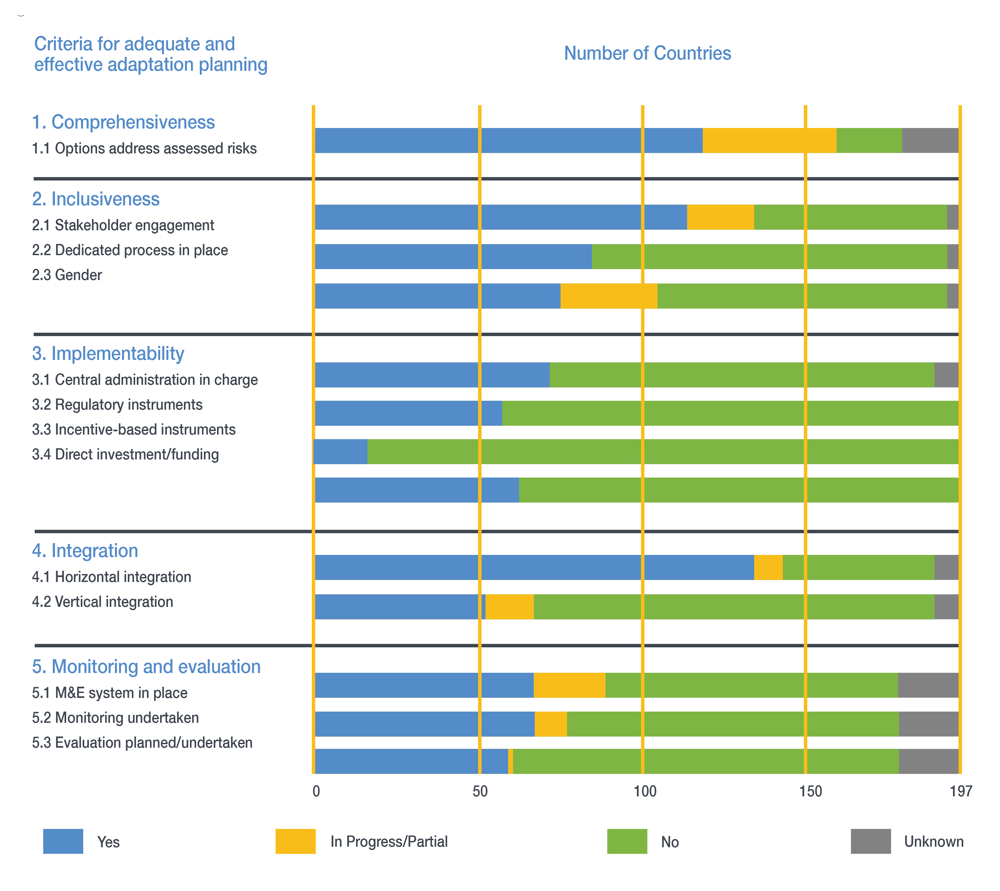 Criteria for adequate and
effective adaptation planning
Number of Countries
1. Comprehensiveness
1.1 Options address assessed risks
2. Inclusiveness
2.1 Stakeholder engagement
2.2 Dedicated process in place
2.3 Gender
3. Implementability
3.1 Central administration in charge
3.2 Regulatory instruments
3.3 Incentive-based instruments
3.4 Direct investment/funding
4. Integration
4.1 Horizontal integration
4.2 Vertical integration
5. Monitoring and evaluation
5.1 M&E system in place
5.2 Monitoring undertaken
5.3 Evaluation planned/undertaken
0 50 100 150 197
Yes In Progress/Partial No Unknown